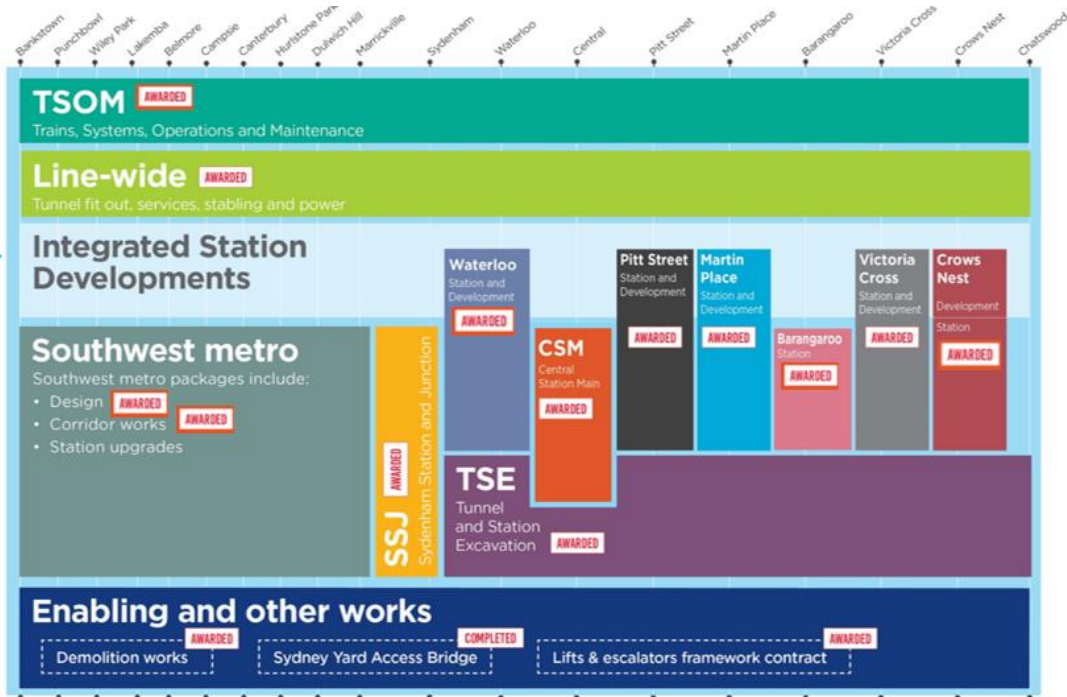 Bankstown
Punchbowl
Wiley Park
Lakemba
Belmore
Campsie
Canterbury
Hurlstone Park
Dulwich Hill
Marrickville
Sydenham
Waterloo
Central
Pitt Street
Martin Place
Barangaroo
Victoria Cross
Crows Nest
Chatswood
TSOM AWARDED
Trains, Systems, Operations and Maintenance
Line-wide AWARDED
Tunnel fit out, services, stabling and power
Integrated Station
Developments
Waterloo
Station and
Development
AWARDED
Pitt Street
Station and
Development
AWARDED
Martin
Place
Station and
Development
AWARDED
Victoria
Cross
Station and
Development
AWARDED
Crows
Nest
Development
Station
AWARDED
Southwest metro
Southwest metro packages include:
• Design AWARDED
• Corridor works AWARDED
• Station upgrades
SSJ AWARDED
Sydenham Station and Junction
CSM
Central
Station Main
AWARDED
Barangaroo
Station
AWARDED
TSE
Tunnel
and Station
Excavation AWARDED
Enabling and other works
Demolition works AWARDED
Sydney Yard Access Bridge COMPLETED
Lifts & escalators framework contract AWARDED